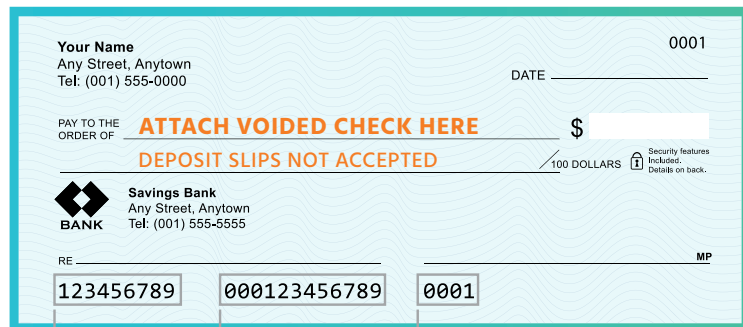 Your Name
0001
Any Street, Anytown
Tel: (001) 555-0000
DATE
PAY TO THE
ORDER OF
ATTACH VOIDED CHECK HERE
$
DEPOSIT SLIPS NOT ACCEPTED
/100 DOLLARS
Security features
Included.
Details on back.
Savings Bank
Any Street, Anytown
Tel: (001) 555-5555
BANK
RE
MP
123456789 000123456789 0001